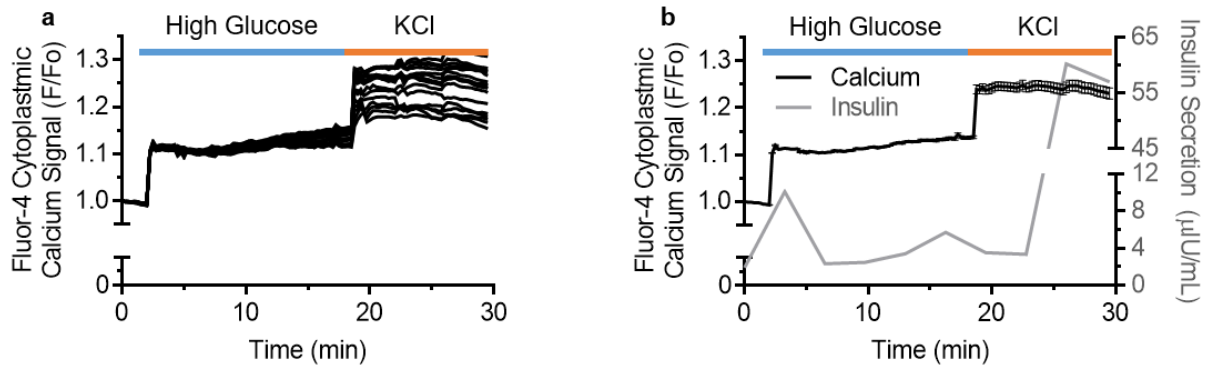 a
High Glucose
KCl
Fluor-4 Cytoplastmic
Calcium Signal (F/Fo)
1.3
1.2
1.1
1.0
0
0
10
20
30
Time (min)
b
High Glucose
KCl
Calcium
Insulin
Fluor-4 Cytoplastmic
Calcium Signal (F/Fo)
1.3
1.2
1.1
1.0
0
65
55
45
12
8
4
0
Insulin Secretion (µIU/mL)
0
10
20
30
Time (min)